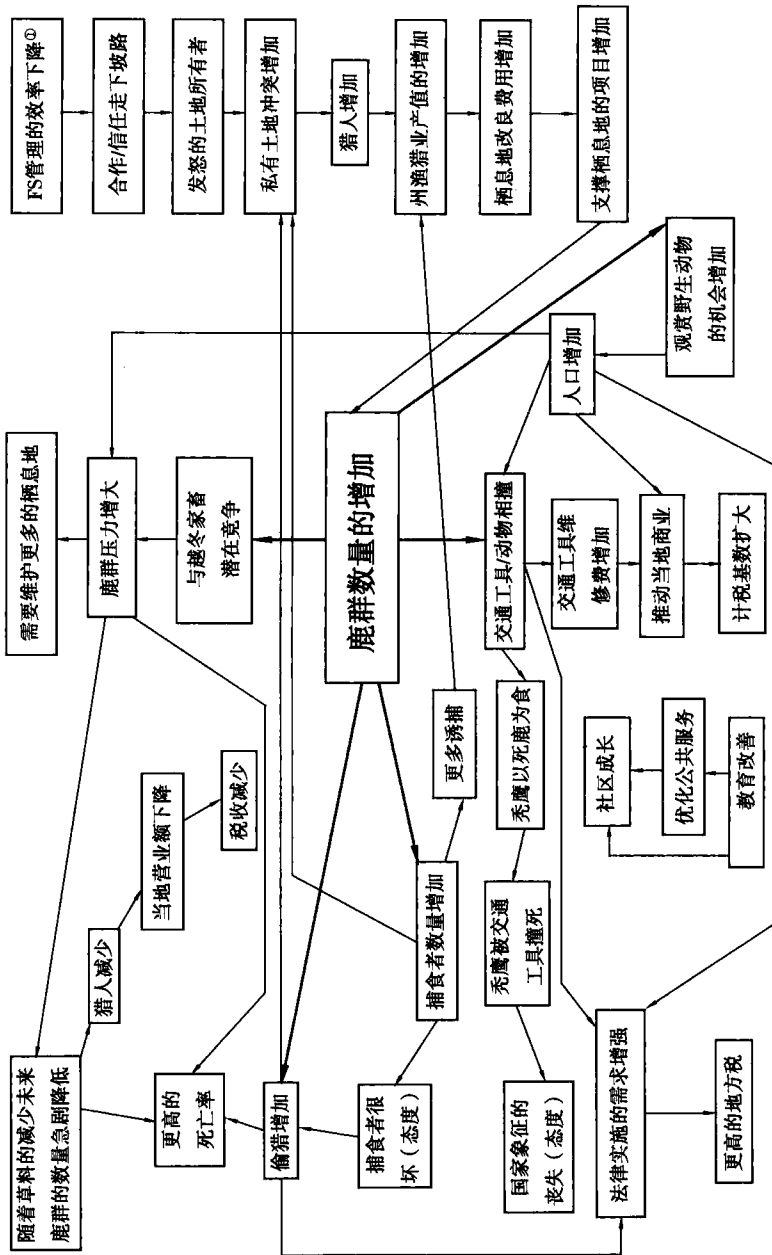 随着草料的减少未来
鹿群的数量急剧降低
需要维护更多的栖息地
FS管理的效率下降①
猎人减少
鹿群压力增大
合作/信任走下坡路
更高的
死亡率
当地营业额下降
与越冬家畜
潜在竞争
发怒的土地所有者
税收减少
偷猎增加
私有土地冲突增加
鹿群数量的增加
猎人增加
捕食者很
坏（态度）
捕食者数量增加
更多诱捕
州渔猎业产值的增加
国家象征的
丧失（态度）
秃鹰被交通
工具撞死
秃鹰以死鹿为食
交通工具/动物相撞
栖息地改良费用增加
法律实施的需求增强
社区成长
交通工具维
修费增加
人口增加
支撑栖息地的项目增加
优化公共服务
推动当地商业
观赏野生动物
的机会增加
更高的地方税
教育改善
计税基数扩大